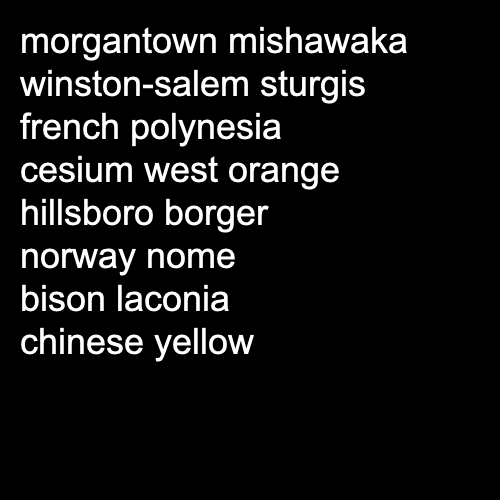 morgantown mishawaka
winston-salem sturgis
french polynesia
cesium west orange
hillsboro borger
norway nome
bison laconia
chinese yellow